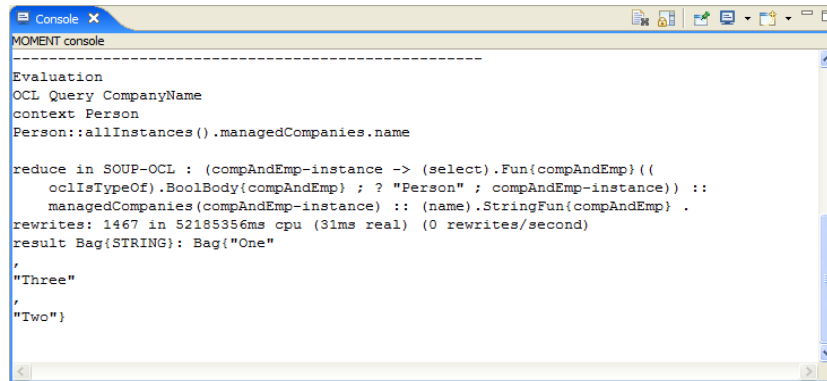 Console
MOMENT console
----------------------------------------------------
Evaluation
OCL Query CompanyName
context Person
Person::allInstances().managedCompanies.name
reduce in SOUP-OCL : (compAndEmp-instance -> (select).Fun{compAndEmp}((
oclIsTypeOf).BoolBody{compAndEmp} ; ? "Person" ; compAndEmp-instance)) ::
managedCompanies(compAndEmp-instance) :: (name).StringFun{compAndEmp} .
rewrites: 1467 in 52185356ms cpu (31ms real) (0 rewrites/second)
result Bag{STRING}: Bag{"One"
,
"Three"
,
"Two"}